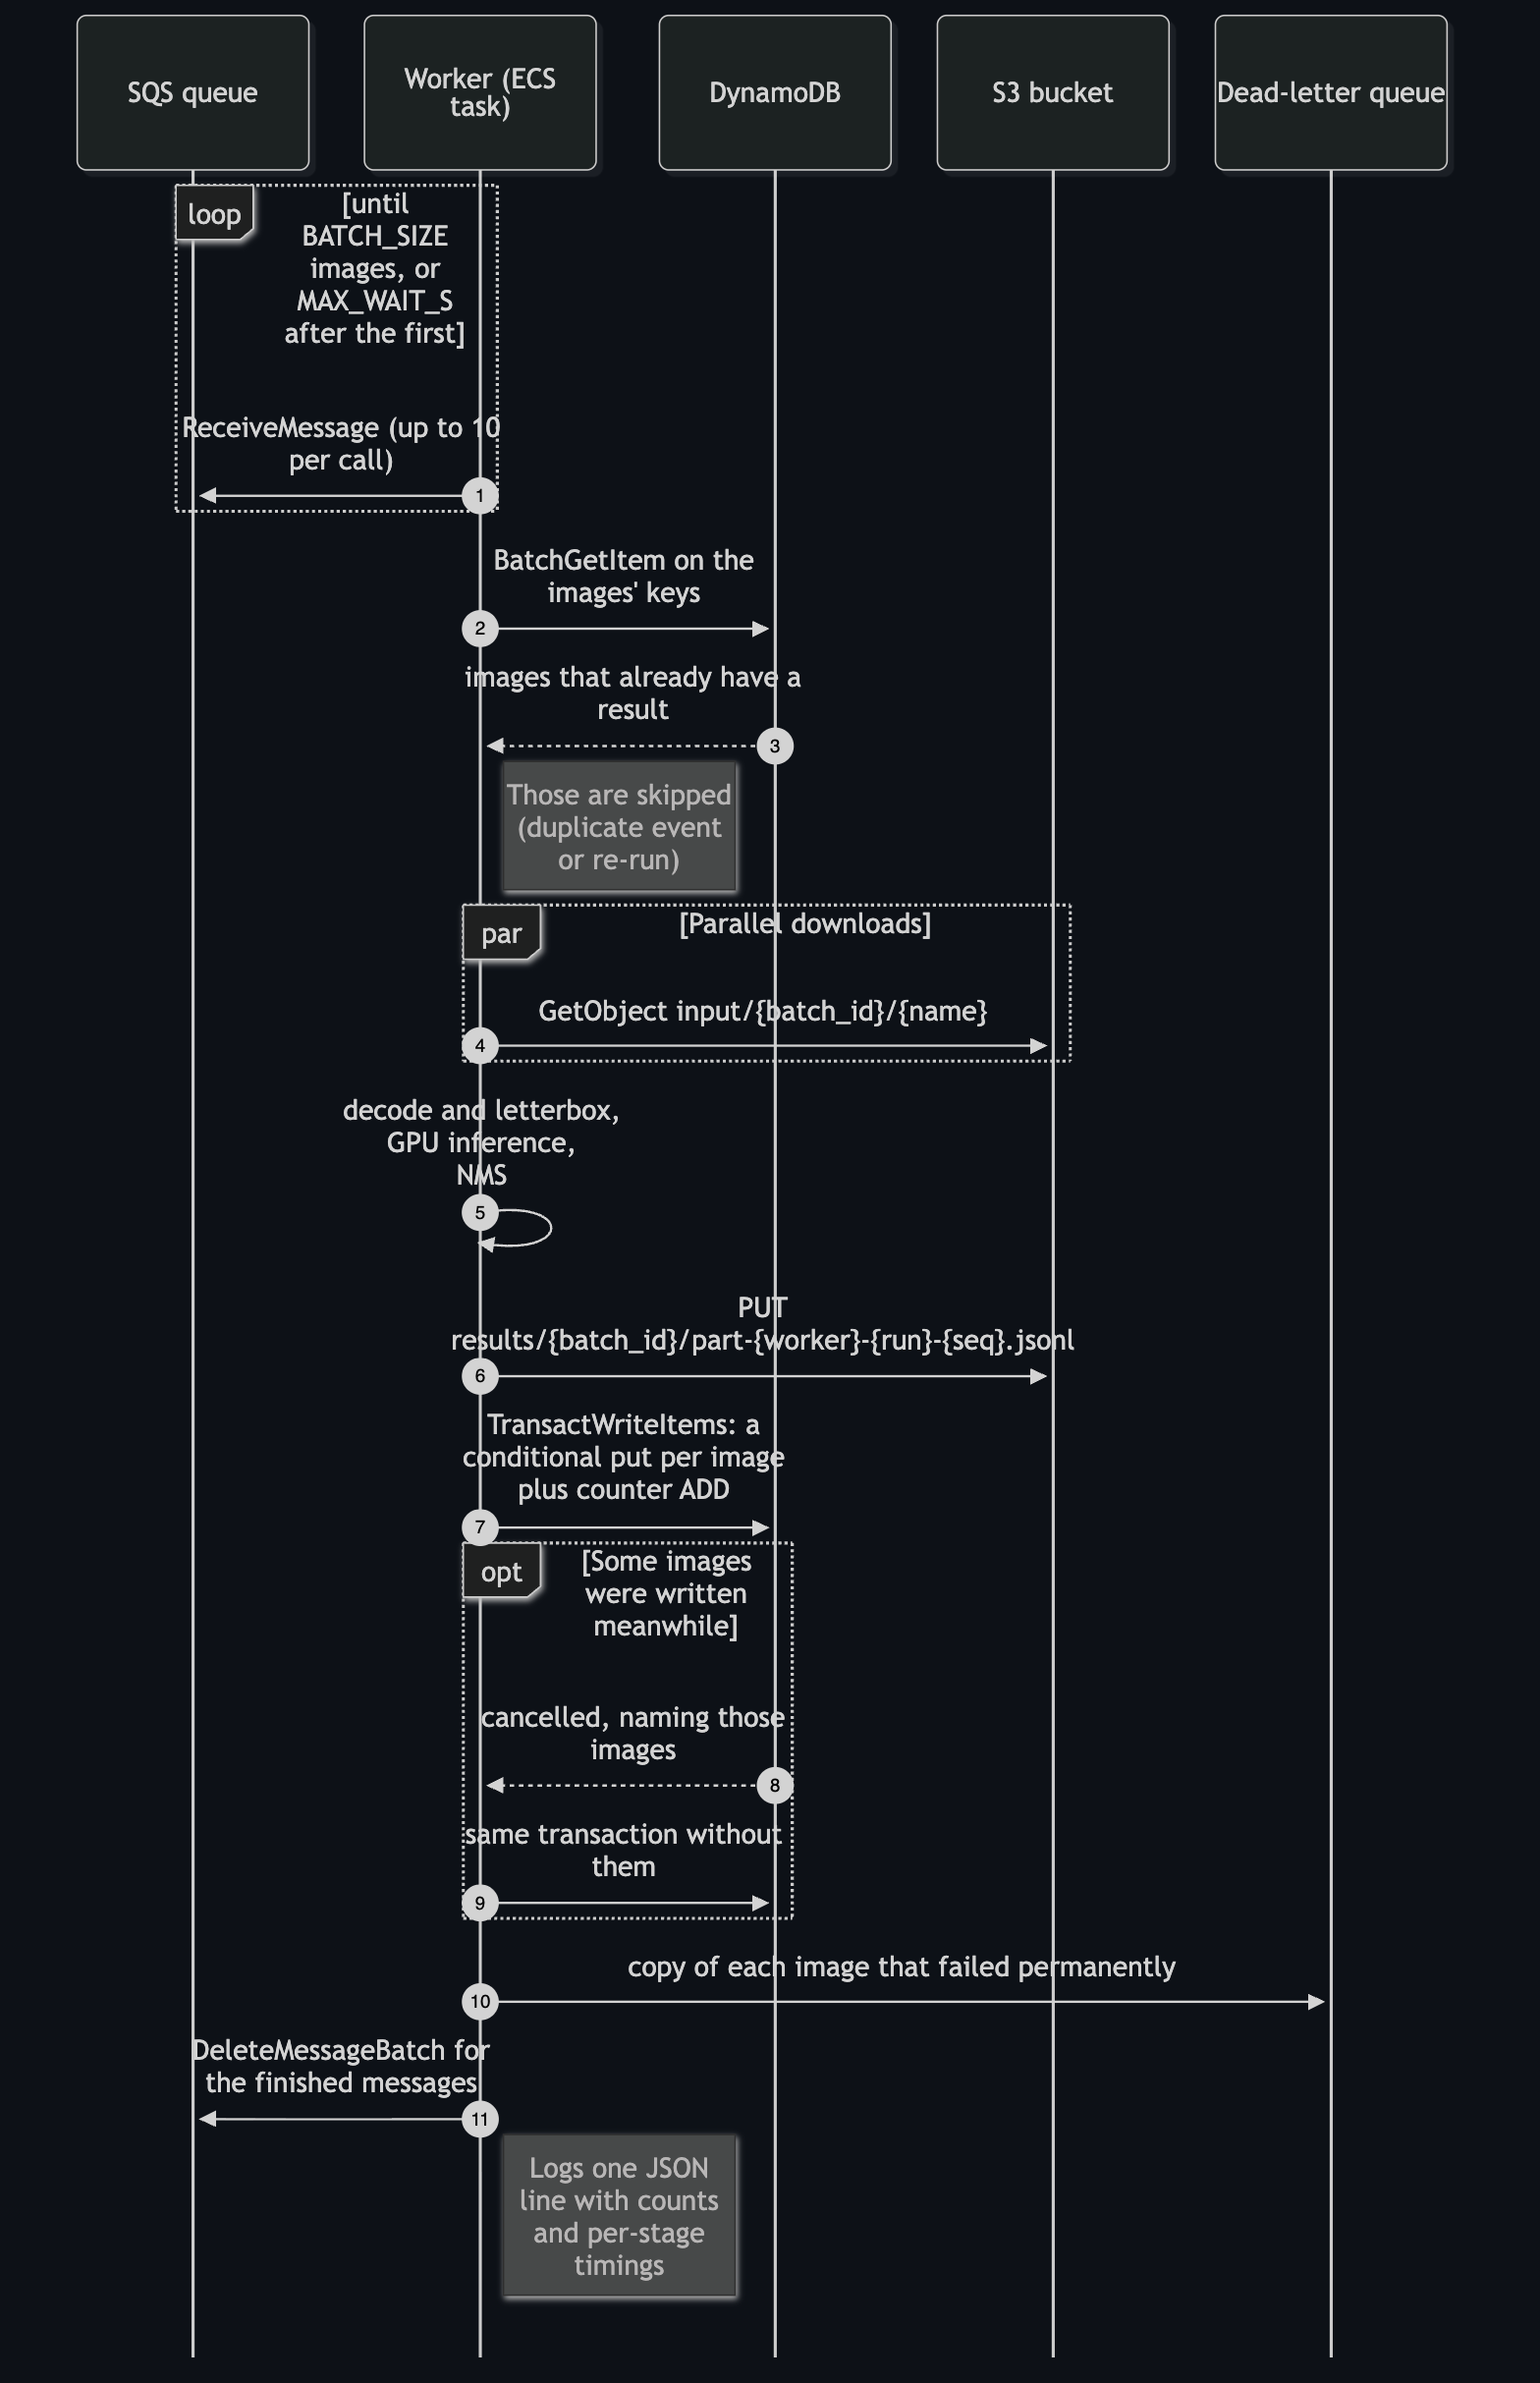 SQS queue
Worker (ECS
task)
DynamoDB
S3 bucket
Dead-letter queue
loop
[until
BATCH_SIZE
images, or
MAX_WAIT_S
after the first]
ReceiveMessage (up to 10
per call)
1
BatchGetItem on the
images' keys
2
images that already have a
result
3
Those are skipped
(duplicate event
or re-run)
par
[Parallel downloads]
GetObject input/{batch_id}/{name}
4
decode and letterbox,
GPU inference,
NMS
5
PUT
results/{batch_id}/part-{worker}-{run}-{seq}.jsonl
6
TransactWriteItems: a
conditional put per image
plus counter ADD
7
opt
[Some images
were written
meanwhile]
cancelled, naming those
images
8
same transaction without
them
9
copy of each image that failed permanently
10
DeleteMessageBatch for
the finished messages
11
Logs one JSON
line with counts
and per-stage
timings